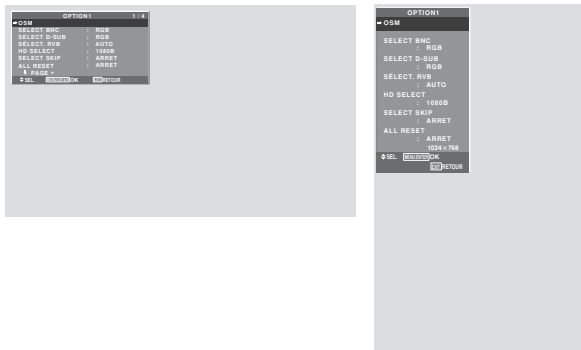 OPTION1 1 / 4
OSM
SELECT BNC : RGB
SELECT D-SUB : RGB
SÉLECT. RVB : AUTO
HD SELECT : 1080B
SELECT SKIP : ARRET
ALL RESET : ARRET
PAGE
SEL. OK RETOUR
OPTION1
OSM
SELECT BNC
: RGB
SELECT D-SUB
: RGB
SÉLECT. RVB
: AUTO
HD SELECT
: 1080B
SELECT SKIP
: ARRET
ALL RESET
: ARRET
1024×768
SEL. MENU/ENTER OK
EXIT RETOUR